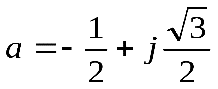 a = - 1/2 + j √3/2